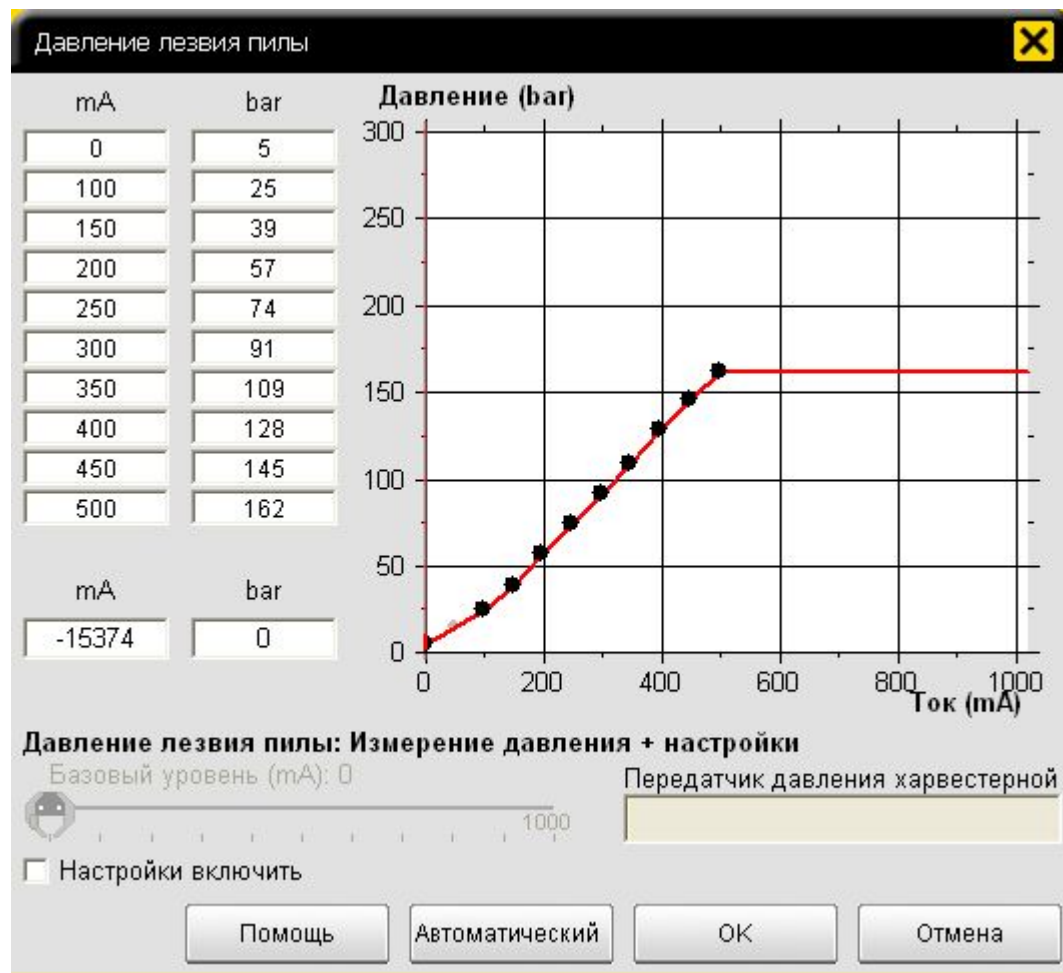 Давление лезвия пилы
mA bar
0 5
100 25
150 39
200 57
250 74
300 91
350 109
400 128
450 145
500 162
mA bar
-15374 0
Давление (bar)
300
250
200
150
100
50
0
0 200 400 600 800 1000
Ток (mA)
Давление лезвия пилы: Измерение давления + настройки
Базовый уровень (mA): 0
1000
Передатчик давления харвестерной
Настройки включить
Помощь Автоматический OK Отмена